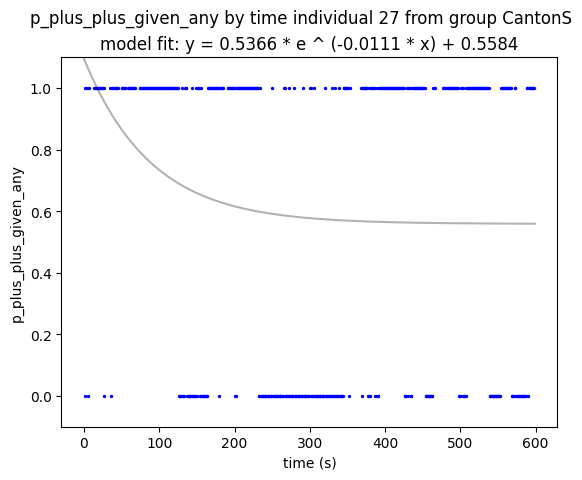 p_plus_plus_given_any by time individual 27 from group CantonS
model fit: y = 0.5366 * e ^ (-0.0111 * x) + 0.5584
1.0
0.8
0.6
0.4
0.2
0.0
p_plus_plus_given_any
0 100 200 300 400 500 600
time (s)